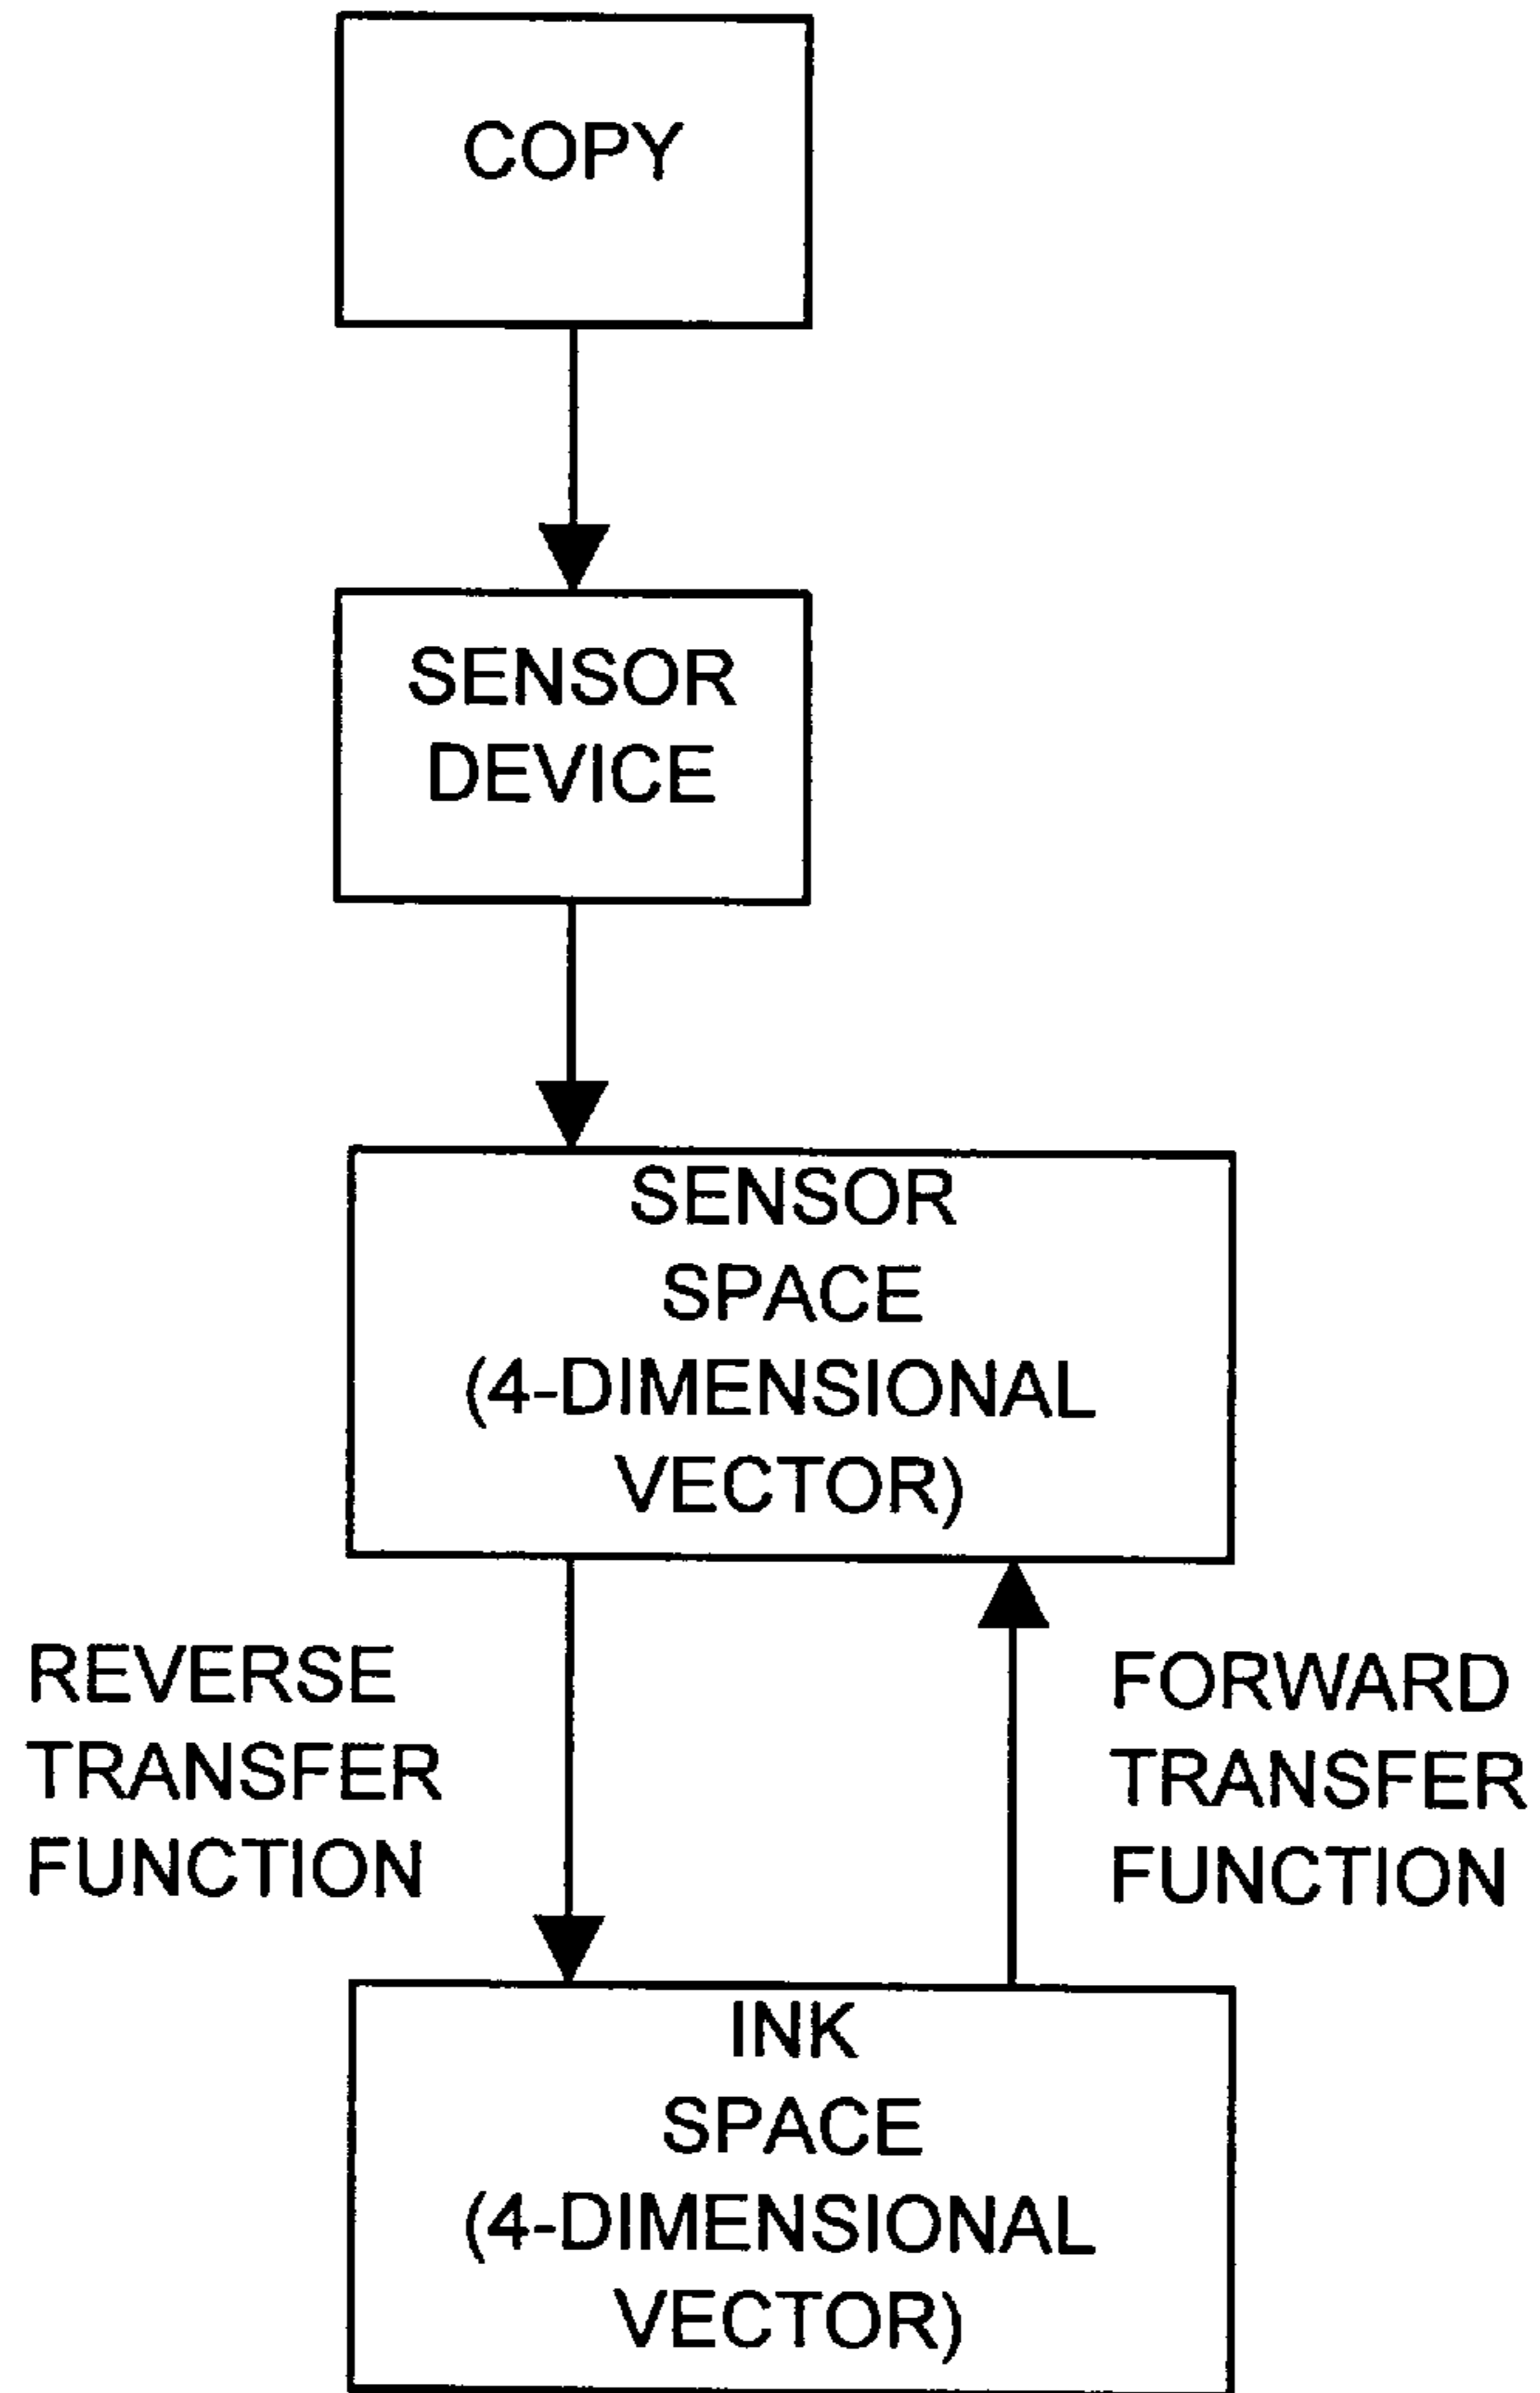 COPY
SENSOR
DEVICE
SENSOR
SPACE
(4-DIMENSIONAL
VECTOR)
REVERSE
TRANSFER
FUNCTION
FORWARD
TRANSFER
FUNCTION
INK
SPACE
(4-DIMENSIONAL
VECTOR)